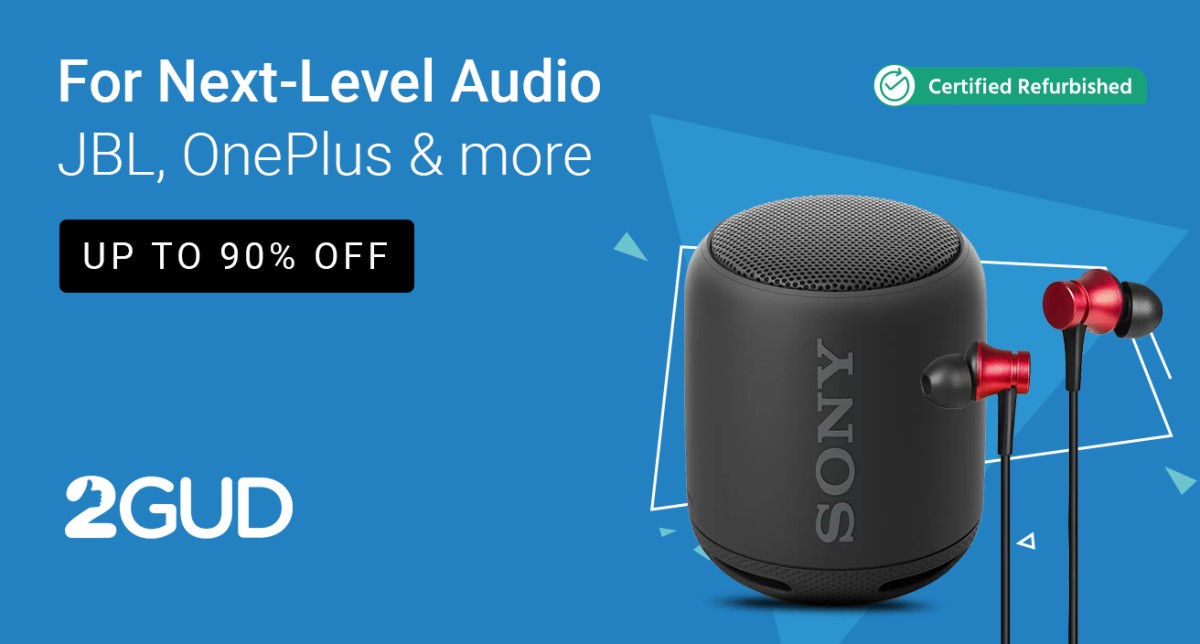 For Next-Level Audio
JBL, OnePlus & more
UP TO 90% OFF
Certified Refurbished
SONY
2GUD